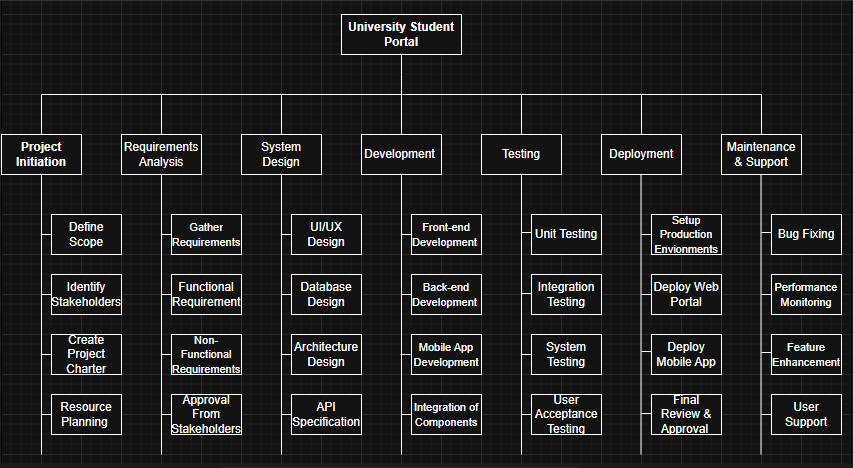 University Student
Portal
Project
Initiation
Requirements
Analysis
System
Design
Development
Testing
Deployment
Maintenance
& Support
Define
Scope
Gather
Requirements
UI/UX
Design
Front-end
Development
Unit Testing
Setup
Production
Envionments
Bug Fixing
Identify
Stakeholders
Functional
Requirement
Database
Design
Back-end
Development
Integration
Testing
Deploy Web
Portal
Performance
Monitoring
Create
Project
Charter
Non-
Functional
Requirements
Architecture
Design
Mobile App
Development
System
Testing
Deploy
Mobile App
Feature
Enhancement
Resource
Planning
Approval
From
Stakeholders
API
Specification
Integration of
Components
User
Acceptance
Testing
Final
Review &
Approval
User
Support